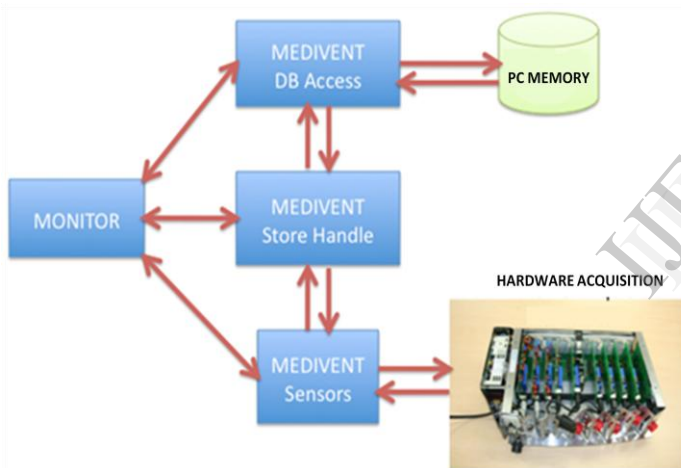 MEDIVENT
DB Access
PC MEMORY
MONITOR
MEDIVENT
Store Handle
HARDWARE ACQUISITION
MEDIVENT
Sensors